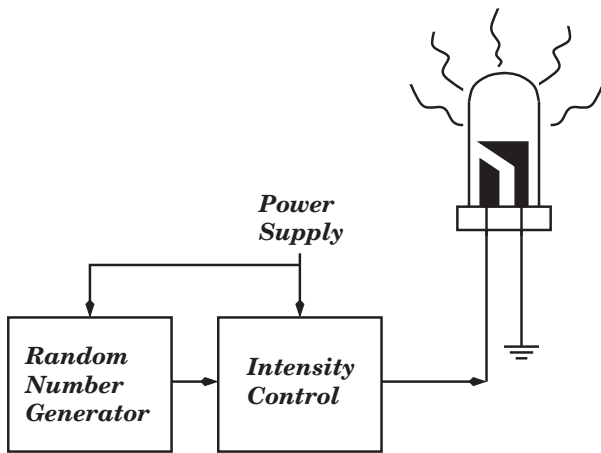 Power
Supply
Random
Number
Generator
Intensity
Control